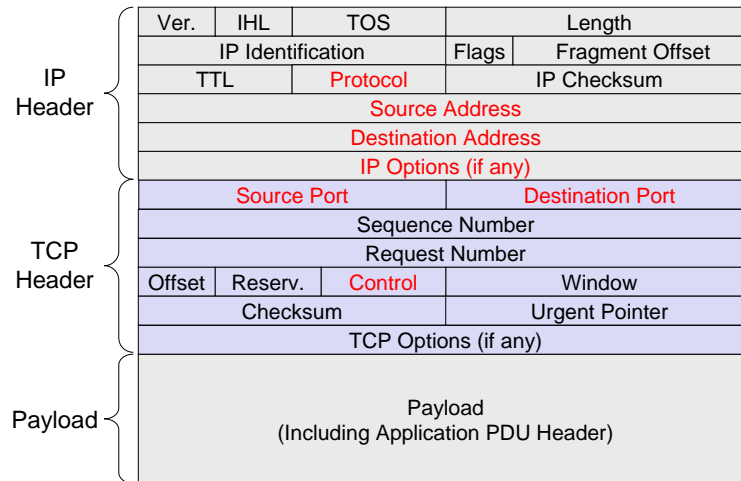 Ver. IHL TOS Length
IP Identification Flags Fragment Offset
TTL Protocol IP Checksum
IP
Header
Source Address
Destination Address
IP Options (if any)
Source Port Destination Port
Sequence Number
TCP
Header
Request Number
Offset Reserv. Control Window
Checksum Urgent Pointer
TCP Options (if any)
Payload
Payload
(Including Application PDU Header)